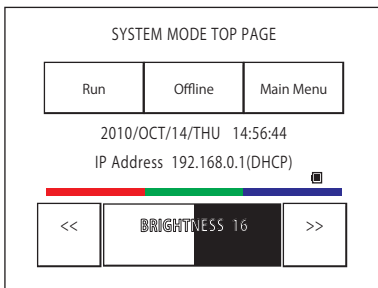 SYSTEM MODE TOP PAGE
Run Offline Main Menu
2010/OCT/14/THU 14:56:44
IP Address 192.168.0.1(DHCP)
<< BRIGHTNESS 16 >>